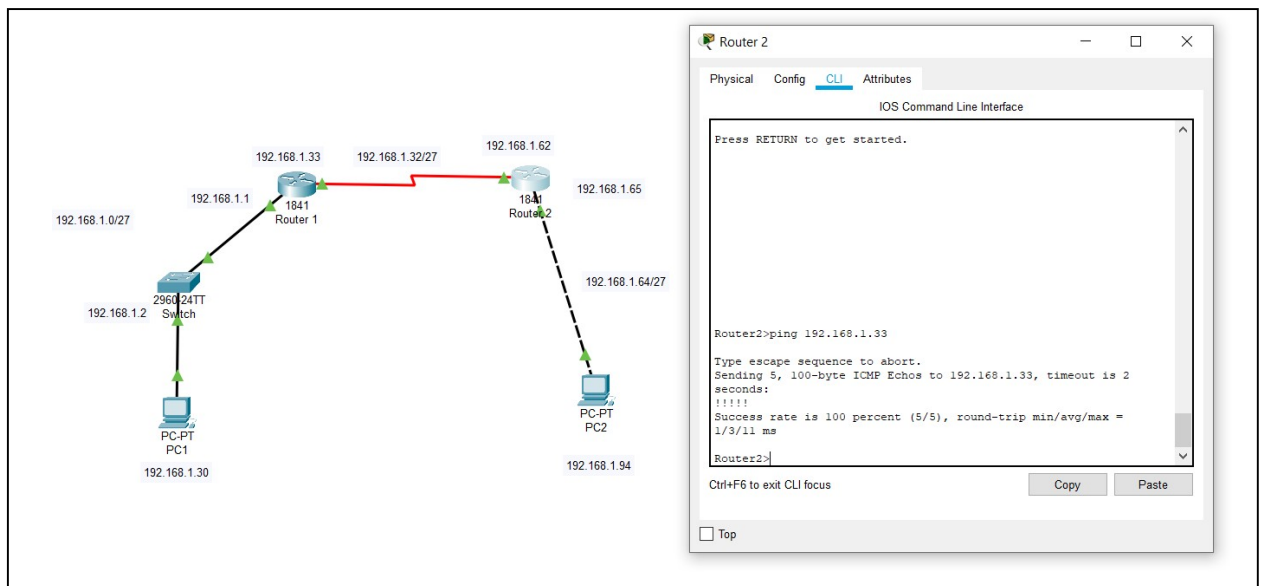 192.168.1.62
192.168.1.33
192.168.1.32/27
192.168.1.65
192.168.1.1
1841
Router 1
1841
Router 2
192.168.1.0/27
192.168.1.64/27
2960-24TT
Switch
192.168.1.2
PC-PT
PC1
192.168.1.30
PC-PT
PC2
192.168.1.94
Router 2
Physical Config CLI Attributes
IOS Command Line Interface
Press RETURN to get started.
Router2>ping 192.168.1.33
Type escape sequence to abort.
Sending 5, 100-byte ICMP Echos to 192.168.1.33, timeout is 2
seconds:
!!!!!
Success rate is 100 percent (5/5), round-trip min/avg/max =
1/3/11 ms
Router2>
Ctrl+F6 to exit CLI focus
Copy Paste
Top